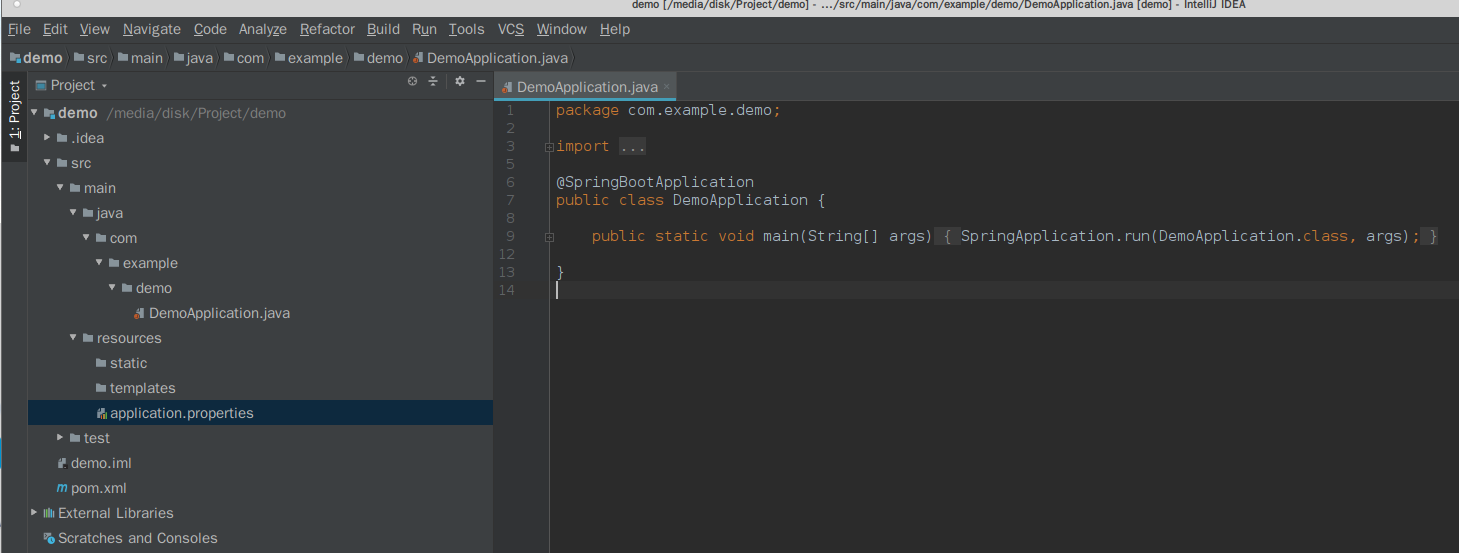 demo [/media/disk/Project/demo] - .../src/main/java/com/example/demo/DemoApplication.java [demo] - IntelliJ IDEA
File Edit View Navigate Code Analyze Refactor Build Run Tools VCS Window Help
demo src main java com example demo DemoApplication.java
1: Project
Project
DemoApplication.java
demo /media/disk/Project/demo
.idea
src
main
java
com
example
demo
DemoApplication.java
resources
static
templates
application.properties
test
demo.iml
pom.xml
External Libraries
Scratches and Consoles
1 package com.example.demo;
2
3 import ...
5
6 @SpringBootApplication
7 public class DemoApplication {
8
9 public static void main(String[] args) { SpringApplication.run(DemoApplication.class, args); }
12
13 }
14